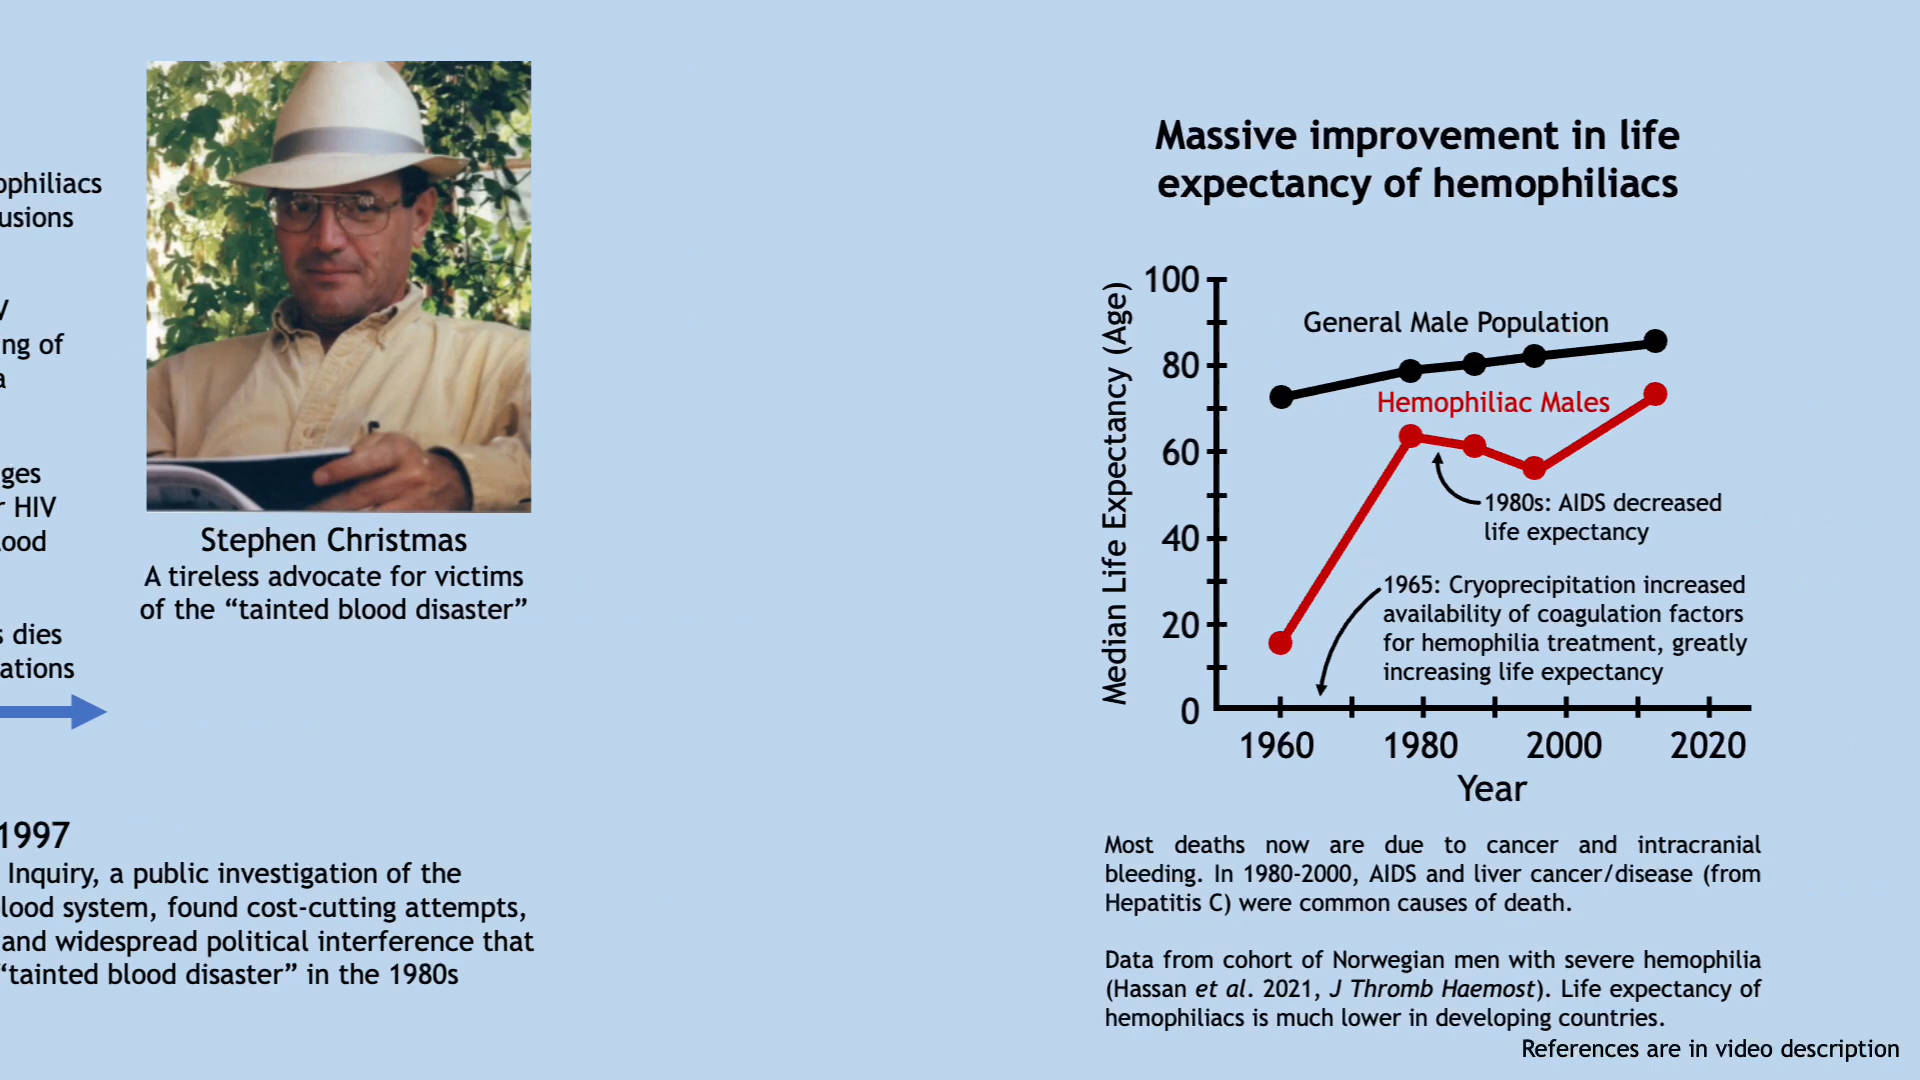 ophiliacs
usions
V
ng of
a
ges
r HIV
ood
s dies
ations
Stephen Christmas
A tireless advocate for victims
of the “tainted blood disaster”
1997
Inquiry, a public investigation of the
lood system, found cost-cutting attempts,
and widespread political interference that
“tainted blood disaster” in the 1980s
Massive improvement in life
expectancy of hemophiliacs
Median Life Expectancy (Age)
100
80
60
40
20
0
General Male Population
Hemophiliac Males
1980s: AIDS decreased
life expectancy
1965: Cryoprecipitation increased
availability of coagulation factors
for hemophilia treatment, greatly
increasing life expectancy
1960 1980 2000 2020
Year
Most deaths now are due to cancer and intracranial
bleeding. In 1980-2000, AIDS and liver cancer/disease (from
Hepatitis C) were common causes of death.
Data from cohort of Norwegian men with severe hemophilia
(Hassan et al. 2021, J Thromb Haemost). Life expectancy of
hemophiliacs is much lower in developing countries.
References are in video description